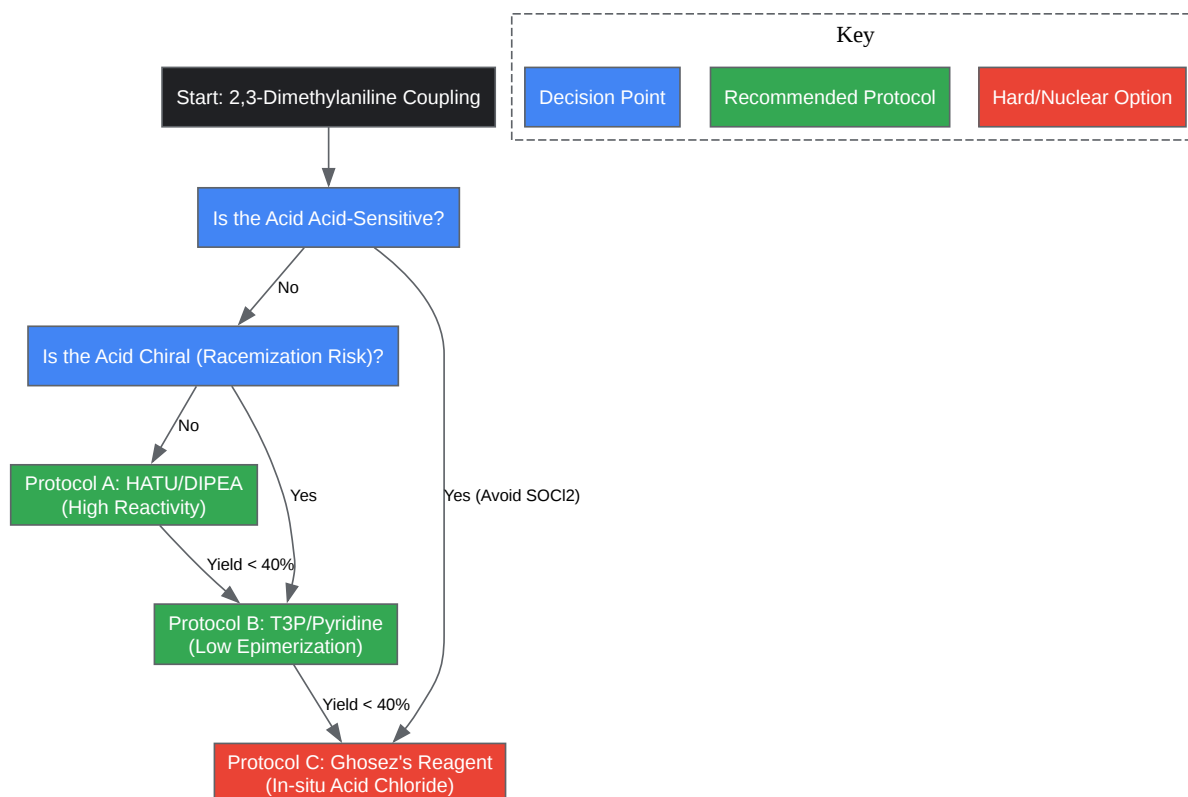 Key
Start: 2,3-Dimethylaniline Coupling
Decision Point
Recommended Protocol
Hard/Nuclear Option
Is the Acid Acid-Sensitive?
No
Is the Acid Chiral (Racemization Risk)?
No
Protocol A: HATU/DIPEA
(High Reactivity)
Yes
Yes (Avoid SOCl2)
Yield < 40%
Protocol B: T3P/Pyridine
(Low Epimerization)
Yield < 40%
Protocol C: Ghosez's Reagent
(In-situ Acid Chloride)